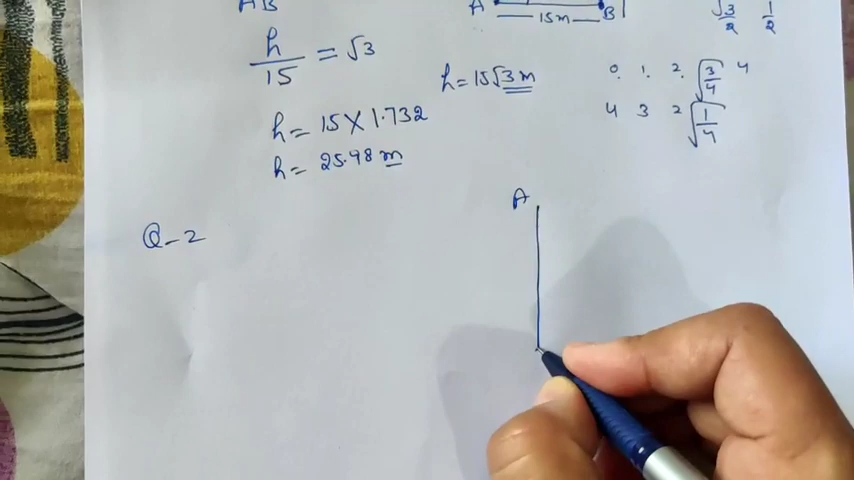 AB
A 15m B
√3/2 1/2
h/15 = √3
h = 15√3 m
0. 1. 2. √3/4 4
4 3 2 √1/4
h = 15 X 1.732
h = 25.98 m
A
Q-2